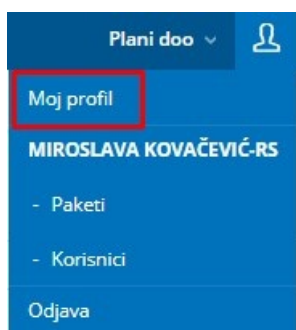 Plani doo
Moj profil
MIROSLAVA KOVAČEVIĆ-RS
- Paketi
- Korisnici
Odjava